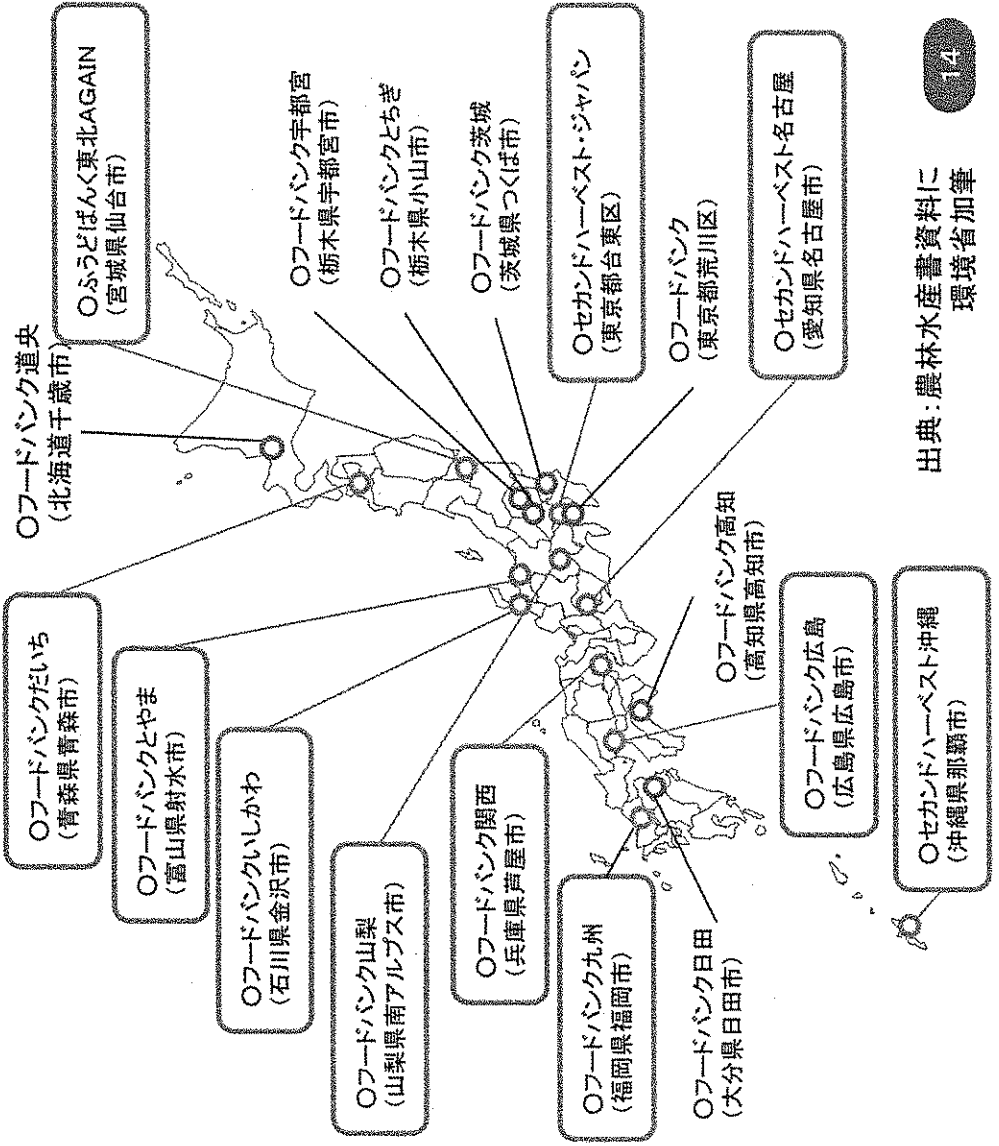 ○フードバンク道央
(北海道千歳市)
○ふうどばんく東北AGAIN
(宮城県仙台市)
○フードバンク宇都宮
(栃木県宇都宮市)
○フードバンクとちぎ
(栃木県小山市)
○フードバンク茨城
(茨城県つくば市)
○セカンドハーベスト・ジャパン
(東京都台東区)
○フードバンク
(東京都荒川区)
○セカンドハーベスト名古屋
(愛知県名古屋市)
○フードバンクだいち
(青森県青森市)
○フードバンクとやま
(富山県射水市)
○フードバンクいしかわ
(石川県金沢市)
○フードバンク山梨
(山梨県南アルプス市)
○フードバンク関西
(兵庫県芦屋市)
○フードバンク九州
(福岡県福岡市)
○フードバンク日田
(大分県日田市)
○フードバンク高知
(高知県高知市)
○フードバンク広島
(広島県広島市)
○セカンドハーベスト沖縄
(沖縄県那覇市)
出典:農林水産書資料に
環境省加筆
14